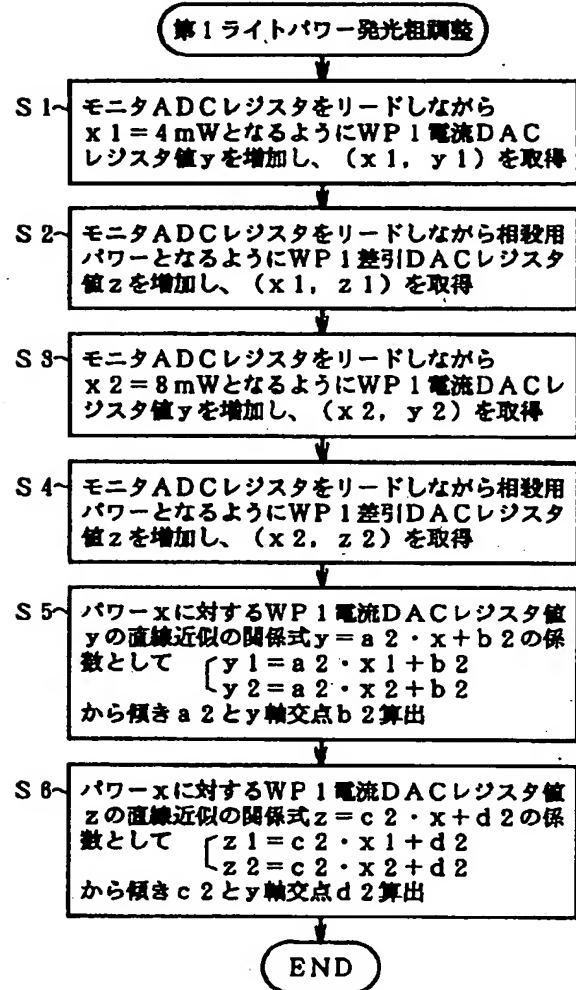 第1ライトパワー発光粗調整
S1 モニタADCレジスタをリードしながら
x1=4mWとなるようにWP1電流DAC
レジスタ値yを増加し、(x1, y1)を取得
S2 モニタADCレジスタをリードしながら相殺用
パワーとなるようにWP1差引DACレジスタ
値zを増加し、(x1, z1)を取得
S3 モニタADCレジスタをリードしながら
x2=8mWとなるようにWP1電流DACレ
ジスタ値yを増加し、(x2, y2)を取得
S4 モニタADCレジスタをリードしながら相殺用
パワーとなるようにWP1差引DACレジスタ
値zを増加し、(x2, z2)を取得
S5 パワーxに対するWP1電流DACレジスタ値
yの直線近似の関係式y=a2・x+b2の係
数として y1=a2・x1+b2
y2=a2・x2+b2
から傾きa2とy軸交点b2算出
S6 パワーxに対するWP1電流DACレジスタ値
zの直線近似の関係式z=c2・x+d2の係
数として z1=c2・x1+d2
z2=c2・x2+d2
から傾きc2とy軸交点d2算出
END